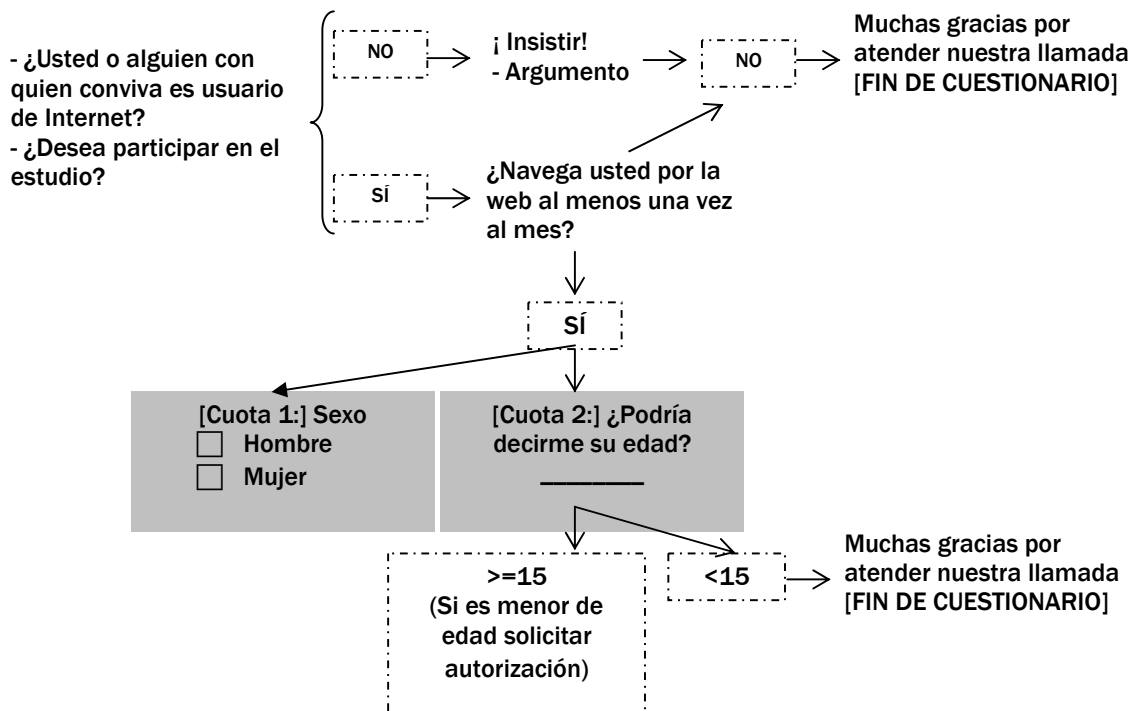 - ¿Usted o alguien con
quien conviva es usuario
de Internet?
- ¿Desea participar en el
estudio?
NO
¡ Insistir!
- Argumento
NO
Muchas gracias por
atender nuestra llamada
[FIN DE CUESTIONARIO]
SÍ
¿Navega usted por la
web al menos una vez
al mes?
SÍ
[Cuota 1:] Sexo
Hombre
Mujer
[Cuota 2:] ¿Podría
decirme su edad?
________
>=15
(Si es menor de
edad solicitar
autorización)
<15
Muchas gracias por
atender nuestra llamada
[FIN DE CUESTIONARIO]